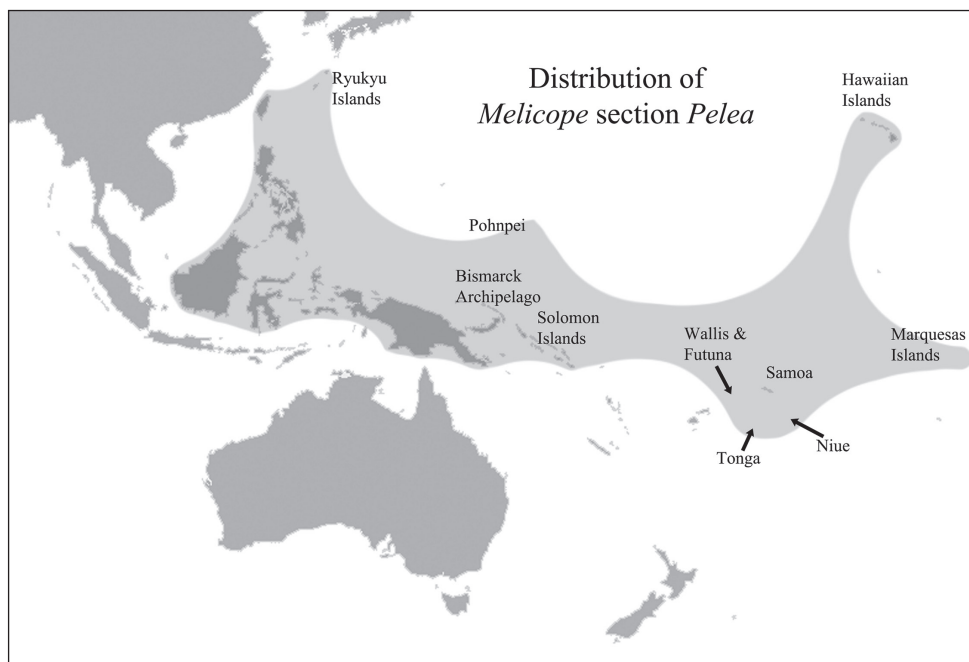 Distribution of
Melicope section Pelea
Ryukyu
Islands
Hawaiian
Islands
Pohnpei
Bismarck
Archipelago
Solomon
Islands
Wallis &
Futuna
Samoa
Marquesas
Islands
Tonga
Niue